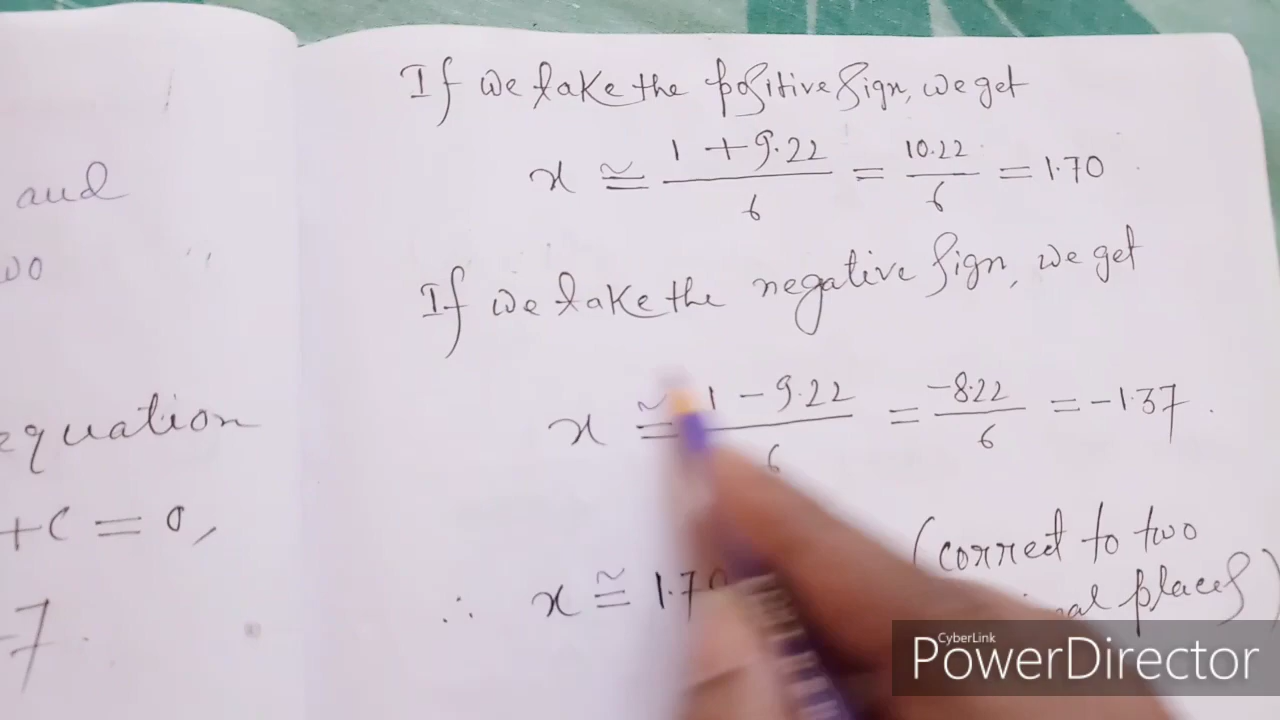 If we take the positive sign, we get
x ≅ 1 + 9.22 / 6 = 10.22 / 6 = 1.70
If we take the negative sign, we get
x ≅ 1 - 9.22 / 6 = -8.22 / 6 = -1.37.
∴ x ≅ 1.70 (correct to two
places)
and
equation
+c = 0,
7.
CyberLink
PowerDirector